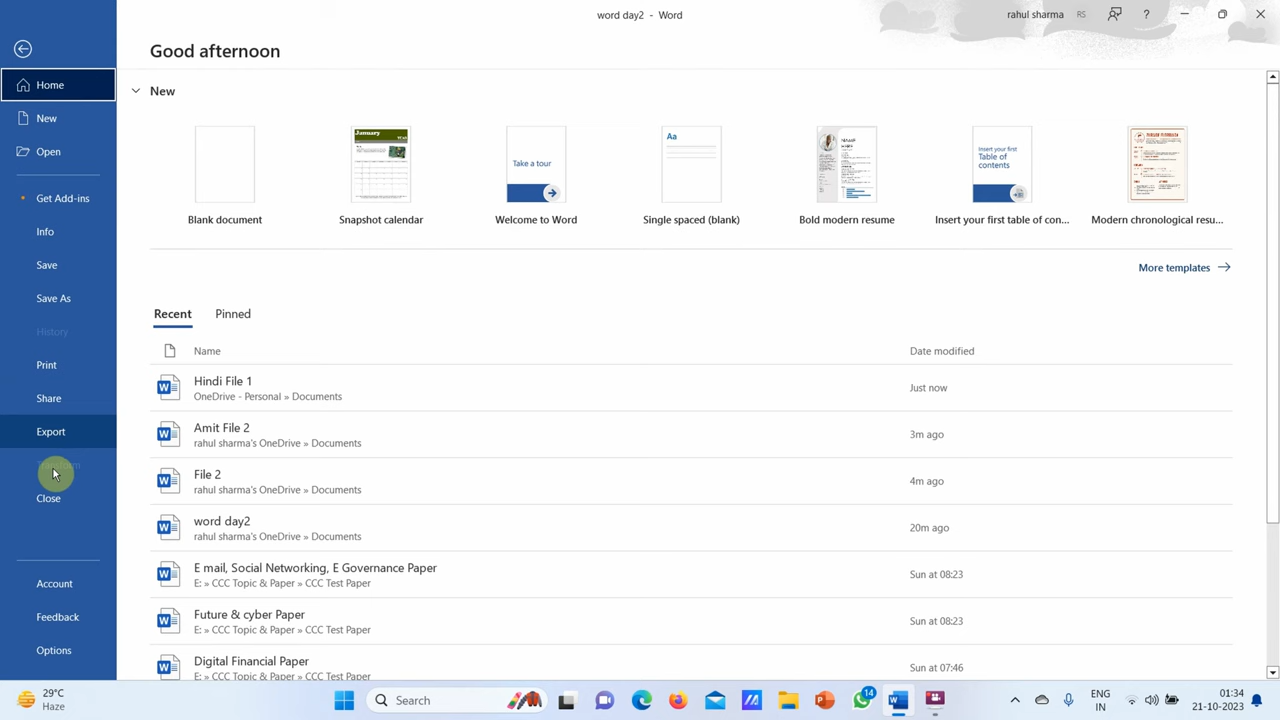 word day2 - Word
rahul sharma
RS
?
Good afternoon
Home
New
Open
Get Add-ins
Info
Save
Save As
History
Print
Share
Export
Transform
Close
Account
Feedback
Options
New
January
Take a tour
Aa
Insert your first
Table of
contents
Blank document
Snapshot calendar
Welcome to Word
Single spaced (blank)
Bold modern resume
Insert your first table of con...
Modern chronological resu...
More templates
Recent
Pinned
Name
Date modified
Hindi File 1
OneDrive - Personal » Documents
Just now
Amit File 2
rahul sharma's OneDrive » Documents
3m ago
File 2
rahul sharma's OneDrive » Documents
4m ago
word day2
rahul sharma's OneDrive » Documents
20m ago
E mail, Social Networking, E Governance Paper
E: » CCC Topic & Paper » CCC Test Paper
Sun at 08:23
Future & cyber Paper
E: » CCC Topic & Paper » CCC Test Paper
Sun at 08:23
Digital Financial Paper
E: » CCC Topic & Paper » CCC Test Paper
Sun at 07:46
29°C
Haze
Search
14
ENG
IN
01:34
21-10-2023